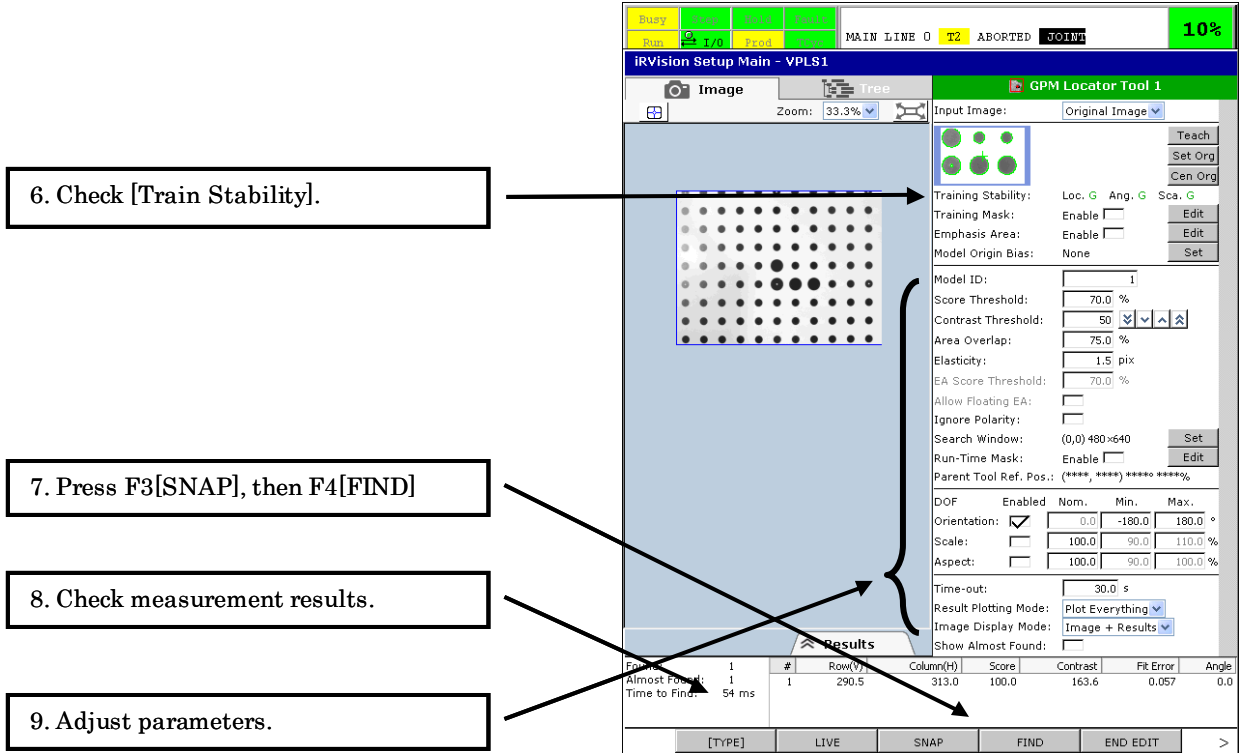 Busy Step Hold Fault
Run I/O Prod TCyc
MAIN LINE 0 T2 ABORTED JOINT
10%
iRVision Setup Main - VPLS1
Image
Tree
GPM Locator Tool 1
Zoom: 33.3%
Input Image: Original Image
Teach
Set Org
Cen Org
6. Check [Train Stability].
Training Stability: Loc. G Ang. G Sca. G
Training Mask: Enable Edit
Emphasis Area: Enable Edit
Model Origin Bias: None Set
Model ID: 1
Score Threshold: 70.0 %
Contrast Threshold: 50
Area Overlap: 75.0 %
Elasticity: 1.5 pix
EA Score Threshold: 70.0 %
Allow Floating EA:
Ignore Polarity:
Search Window: (0,0) 480×640 Set
Run-Time Mask: Enable Edit
Parent Tool Ref. Pos.: (****, ****) ****° ****%
7. Press F3[SNAP], then F4[FIND]
DOF Enabled Nom. Min. Max.
Orientation: 0.0 -180.0 180.0 °
Scale: 100.0 90.0 110.0 %
Aspect: 100.0 90.0 100.0 %
8. Check measurement results.
Time-out: 30.0 s
Result Plotting Mode: Plot Everything
Image Display Mode: Image + Results
Show Almost Found:
Results
Found: 1
Almost Found: 1
Time to Find: 54 ms
# Row(V) Column(H) Score Contrast Fit Error Angle
1 290.5 313.0 100.0 163.6 0.057 0.0
9. Adjust parameters.
[TYPE] LIVE SNAP FIND END EDIT >